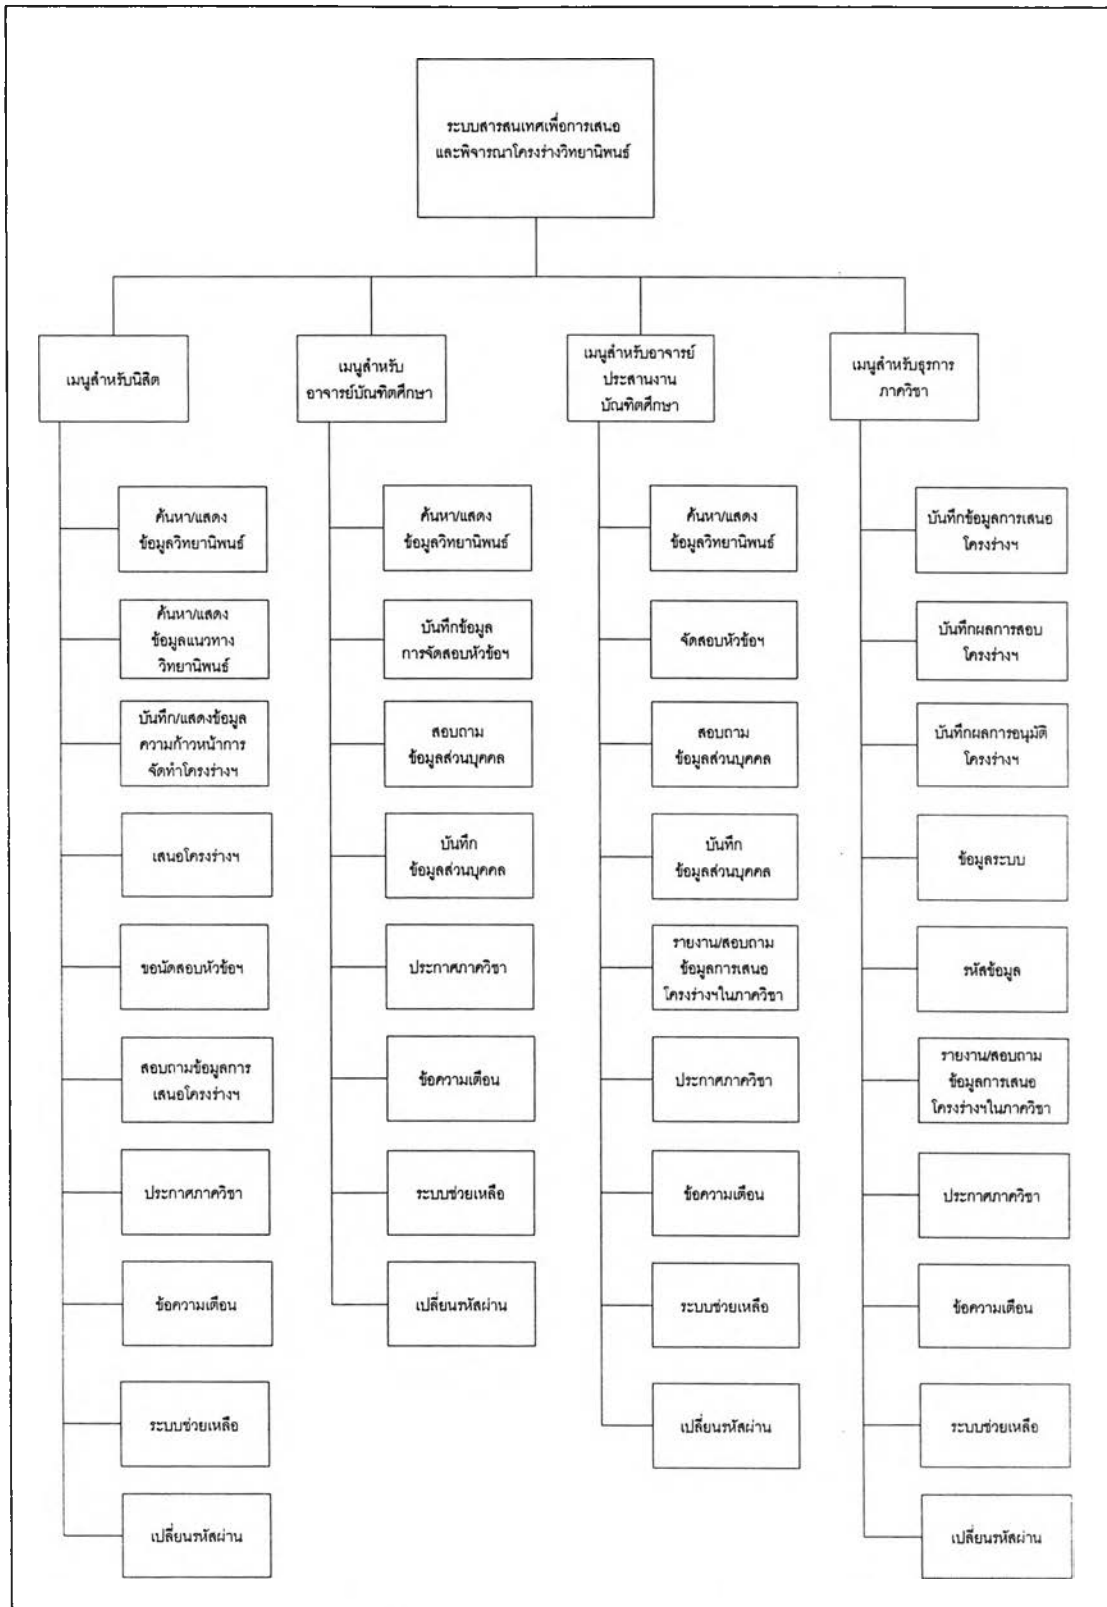 ระบบสารสนเทศเพื่อการเสนอ
และพิจารณาโครงร่างวิทยานิพนธ์
เมนูสำหรับนิสิต
เมนูสำหรับ
อาจารย์บัณฑิตศึกษา
เมนูสำหรับอาจารย์
ประสานงาน
บัณฑิตศึกษา
เมนูสำหรับธุรการ
ภาควิชา
ค้นหา/แสดง
ข้อมูลวิทยานิพนธ์
ค้นหา/แสดง
ข้อมูลแนวทาง
วิทยานิพนธ์
บันทึก/แสดงข้อมูล
ความก้าวหน้าการ
จัดทำโครงร่างฯ
เสนอโครงร่างฯ
ขอนัดสอบหัวข้อฯ
สอบถามข้อมูลการ
เสนอโครงร่างฯ
ประกาศภาควิชา
ข้อความเตือน
ระบบช่วยเหลือ
เปลี่ยนรหัสผ่าน
ค้นหา/แสดง
ข้อมูลวิทยานิพนธ์
บันทึกข้อมูล
การจัดสอบหัวข้อฯ
สอบถาม
ข้อมูลส่วนบุคคล
บันทึก
ข้อมูลส่วนบุคคล
ประกาศภาควิชา
ข้อความเตือน
ระบบช่วยเหลือ
เปลี่ยนรหัสผ่าน
ค้นหา/แสดง
ข้อมูลวิทยานิพนธ์
จัดสอบหัวข้อฯ
สอบถาม
ข้อมูลส่วนบุคคล
บันทึก
ข้อมูลส่วนบุคคล
รายงาน/สอบถาม
ข้อมูลการเสนอ
โครงร่างฯในภาควิชา
ประกาศภาควิชา
ข้อความเตือน
ระบบช่วยเหลือ
เปลี่ยนรหัสผ่าน
บันทึกข้อมูลการเสนอ
โครงร่างฯ
บันทึกผลการสอบ
โครงร่างฯ
บันทึกผลการอนุมัติ
โครงร่างฯ
ข้อมูลระบบ
รหัสข้อมูล
รายงาน/สอบถาม
ข้อมูลการเสนอ
โครงร่างฯในภาควิชา
ประกาศภาควิชา
ข้อความเตือน
ระบบช่วยเหลือ
เปลี่ยนรหัสผ่าน